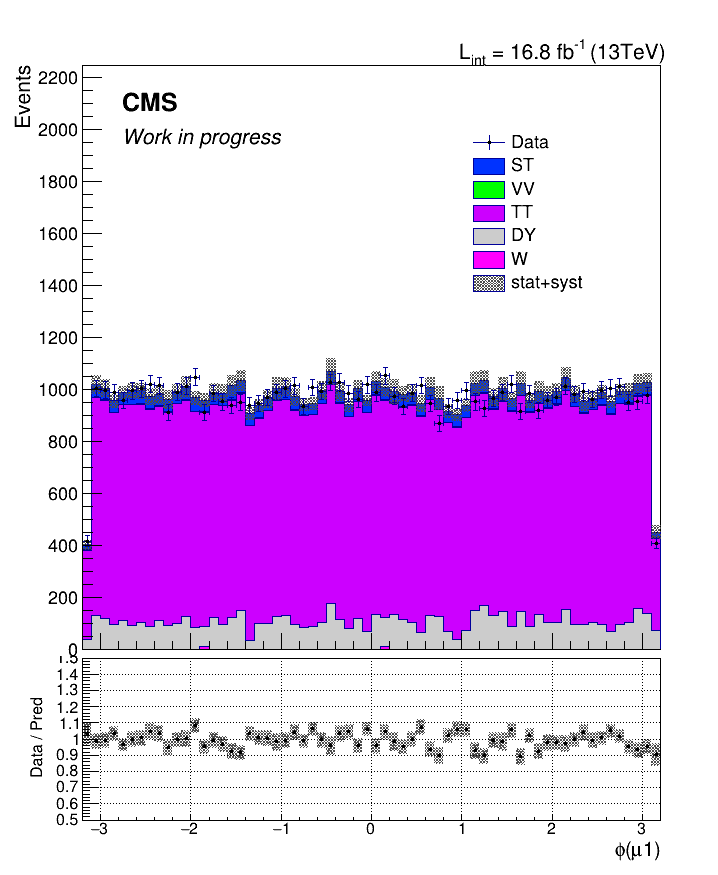 L_int = 16.8 fb^-1 (13TeV)
Events
2200
2000
1800
1600
1400
1200
1000
800
600
400
200
0
CMS
Work in progress
Data
ST
VV
TT
DY
W
stat+syst
Data / Pred
1.5
1.4
1.3
1.2
1.1
1
0.9
0.8
0.7
0.6
0.5
−3 −2 −1 0 1 2 3
ϕ(μ1)